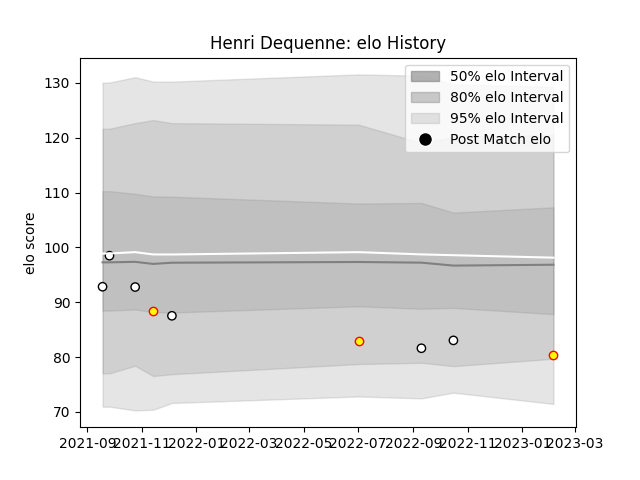 Henri Dequenne: elo History
50% elo Interval
80% elo Interval
95% elo Interval
Post Match elo
elo score
130
120
110
100
90
80
70
2021-09 2021-11 2022-01 2022-03 2022-05 2022-07 2022-09 2022-11 2023-01 2023-03